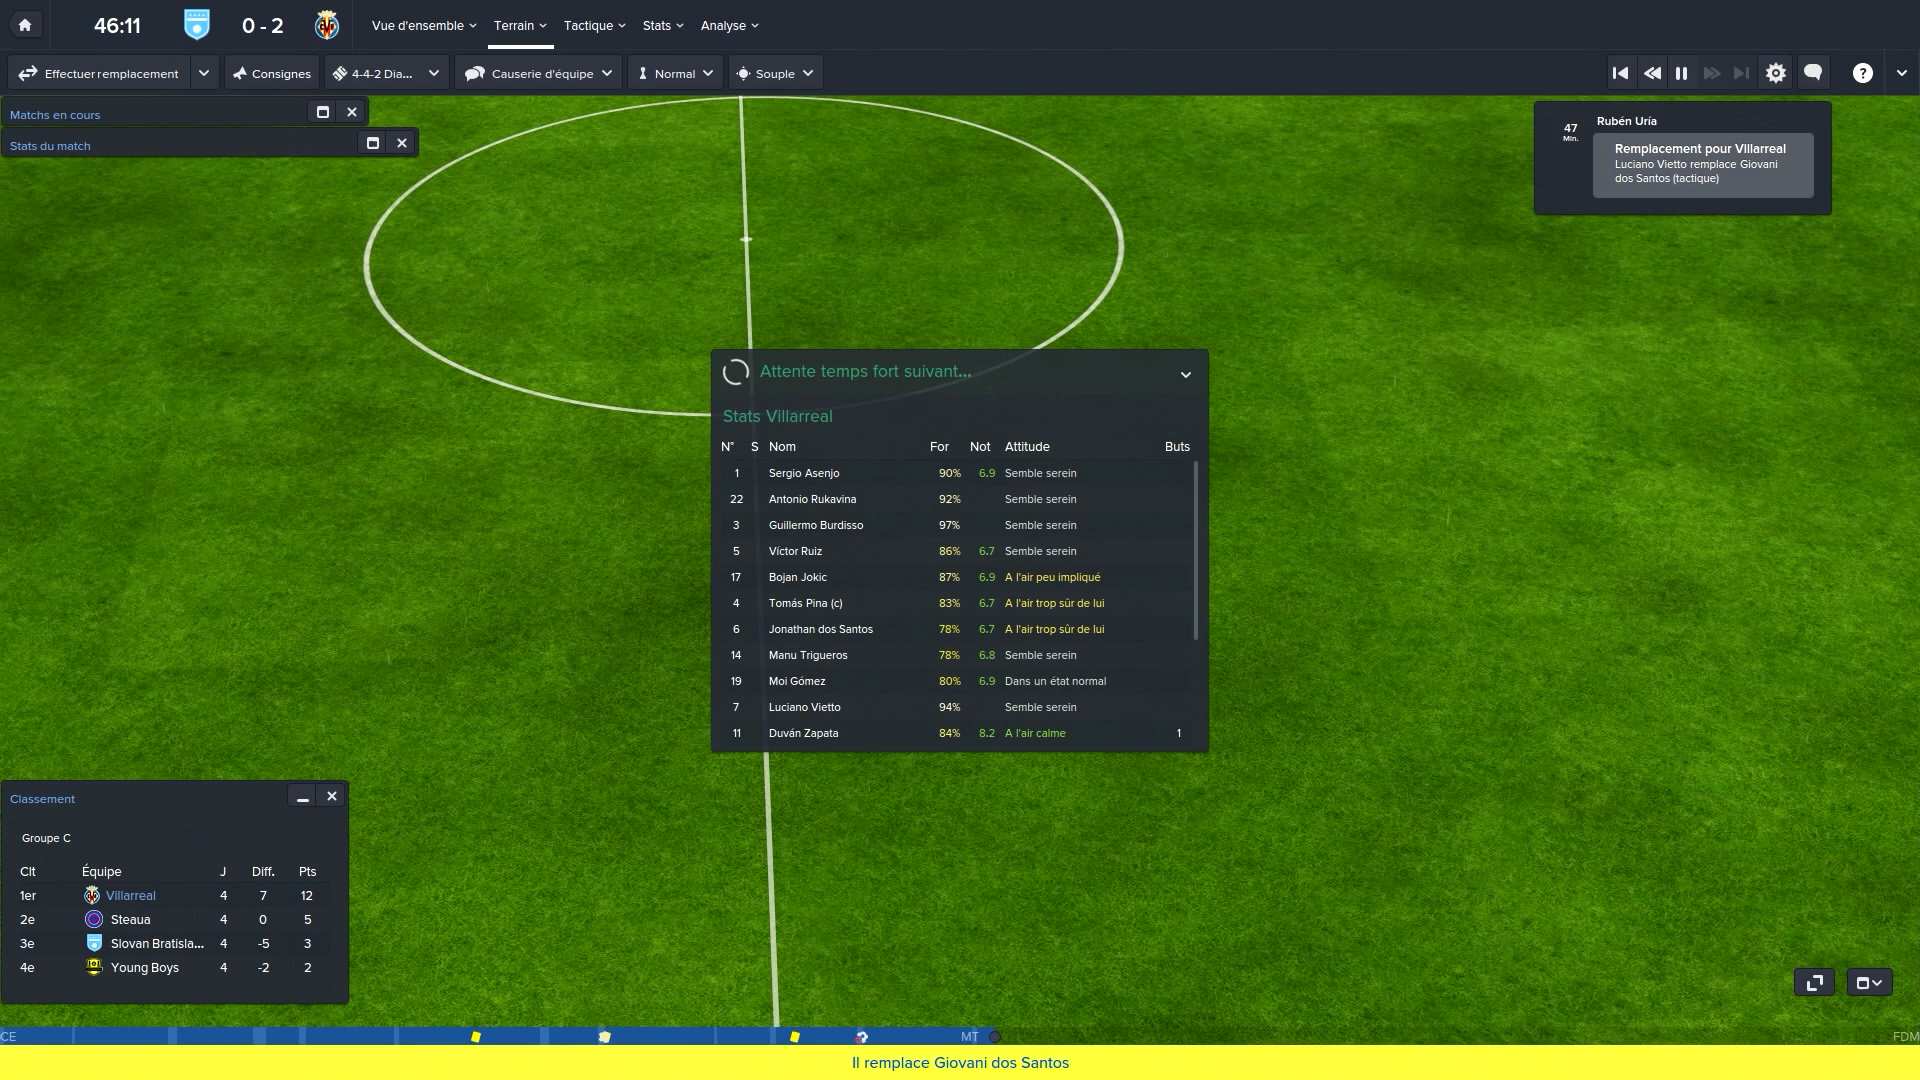 46:11 0 - 2 Vue d'ensemble Terrain Tactique Stats Analyse
Effectuer remplacement Consignes 4-4-2 Dia... Causerie d'équipe Normal Souple ?
Matchs en cours
Stats du match
47
Min.
Rubén Uría
Remplacement pour Villarreal
Luciano Vietto remplace Giovani
dos Santos (tactique)
Attente temps fort suivant...
Stats Villarreal
N° S Nom For Not Attitude Buts
1 Sergio Asenjo 90% 6.9 Semble serein
22 Antonio Rukavina 92% Semble serein
3 Guillermo Burdisso 97% Semble serein
5 Víctor Ruiz 86% 6.7 Semble serein
17 Bojan Jokic 87% 6.9 A l'air peu impliqué
4 Tomás Pina (c) 83% 6.7 A l'air trop sûr de lui
6 Jonathan dos Santos 78% 6.7 A l'air trop sûr de lui
14 Manu Trigueros 78% 6.8 Semble serein
19 Moi Gómez 80% 6.9 Dans un état normal
7 Luciano Vietto 94% Semble serein
11 Duván Zapata 84% 8.2 A l'air calme 1
Classement
Groupe C
Clt Équipe J Diff. Pts
1er Villarreal 4 7 12
2e Steaua 4 0 5
3e Slovan Bratisla... 4 -5 3
4e Young Boys 4 -2 2
CE MT FDM
Il remplace Giovani dos Santos